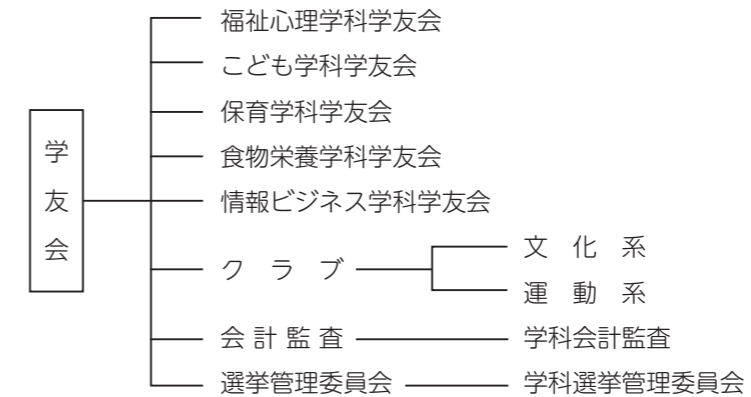 学友会
福祉心理学科学友会
こども学科学友会
保育学科学友会
食物栄養学科学友会
情報ビジネス学科学友会
クラブ
文化系
運動系
会計監査
学科会計監査
選挙管理委員会
学科選挙管理委員会